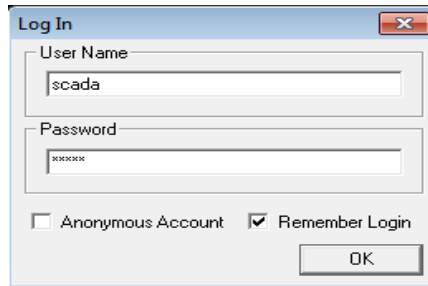 Log In
User Name
scada
Password
*****
Anonymous Account Remember Login
OK